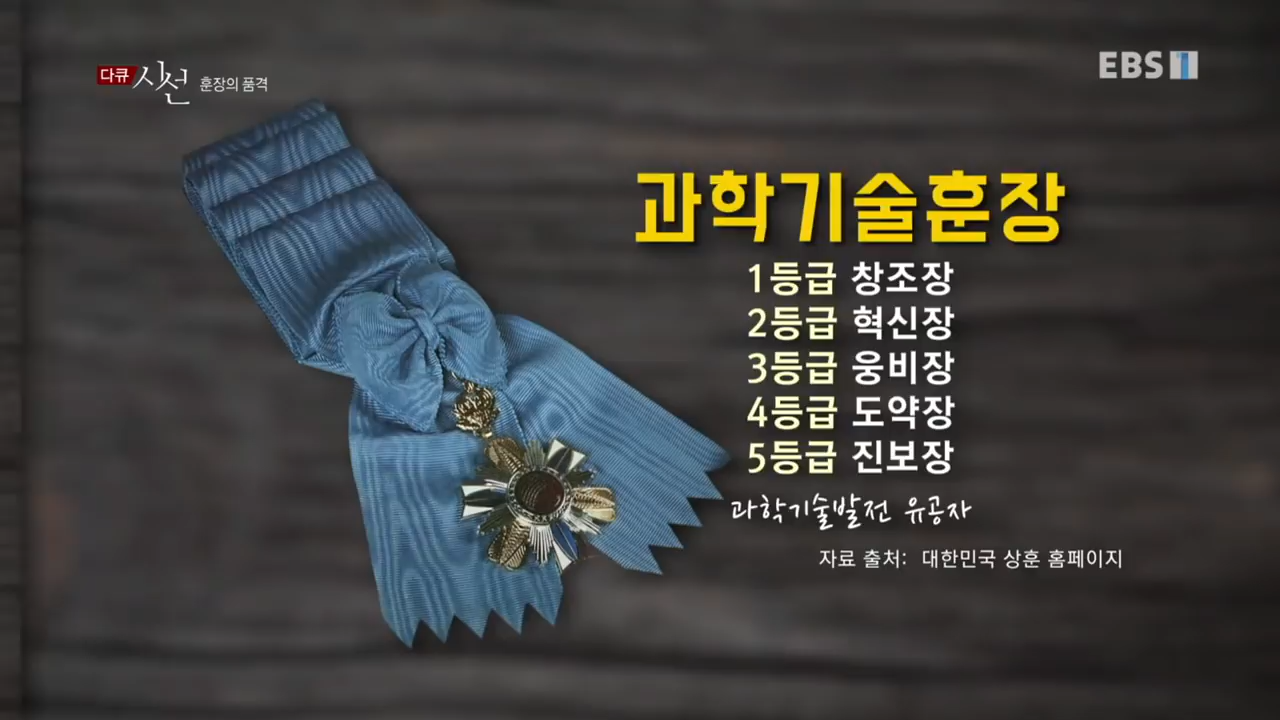 다큐 시선 훈장의 품격
EBS 1
과학기술훈장
1등급 창조장
2등급 혁신장
3등급 웅비장
4등급 도약장
5등급 진보장
과학기술발전 유공자
자료 출처: 대한민국 상훈 홈페이지